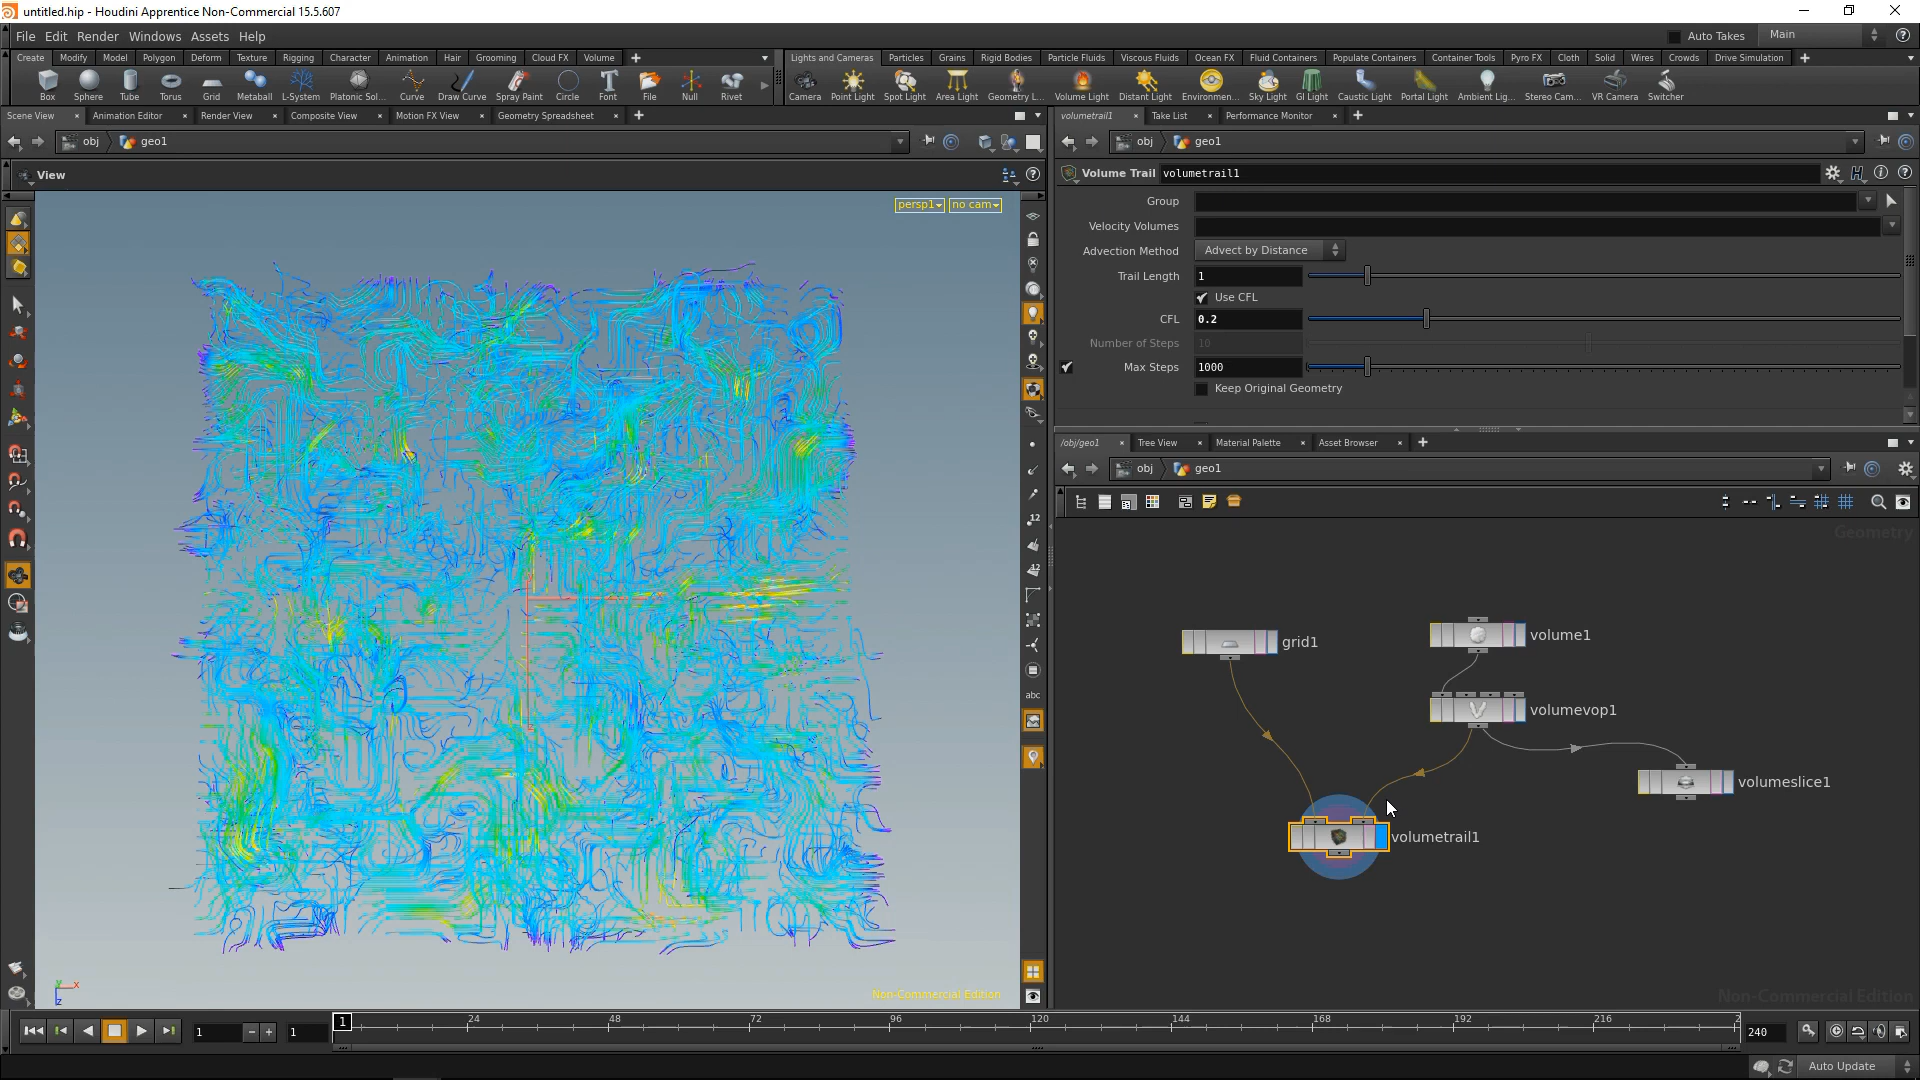 untitled.hip - Houdini Apprentice Non-Commercial 15.5.607
File Edit Render Windows Assets Help
Auto Takes Main
Create Modify Model Polygon Deform Texture Rigging Character Animation Hair Grooming Cloud FX Volume
Lights and Cameras Particles Grains Rigid Bodies Particle Fluids Viscous Fluids Ocean FX Fluid Containers Populate Containers Container Tools Pyro FX Cloth Solid Wires Crowds Drive Simulation
Box Sphere Tube Torus Grid Metaball L-System Platonic Sol... Curve Draw Curve Spray Paint Circle Font File Null Rivet
Camera Point Light Spot Light Area Light Geometry L... Volume Light Distant Light Environmen... Sky Light GI Light Caustic Light Portal Light Ambient Lig... Stereo Cam... VR Camera Switcher
Scene View Animation Editor Render View Composite View Motion FX View Geometry Spreadsheet
obj geo1
View
persp1 no cam
12
12
abc
Non-Commercial Edition
y x z
volumetrail1 Take List Performance Monitor
obj geo1
Volume Trail volumetrail1
Group
Velocity Volumes
Advection Method Advect by Distance
Trail Length 1
Use CFL
CFL 0.2
Number of Steps 10
Max Steps 1000
Keep Original Geometry
/obj/geo1 Tree View Material Palette Asset Browser
obj geo1
Geometry
grid1
volume1
volumevop1
volumeslice1
volumetrail1
Non-Commercial Edition
1 1 1 24 48 72 96 120 144 168 192 216 2 240
Auto Update